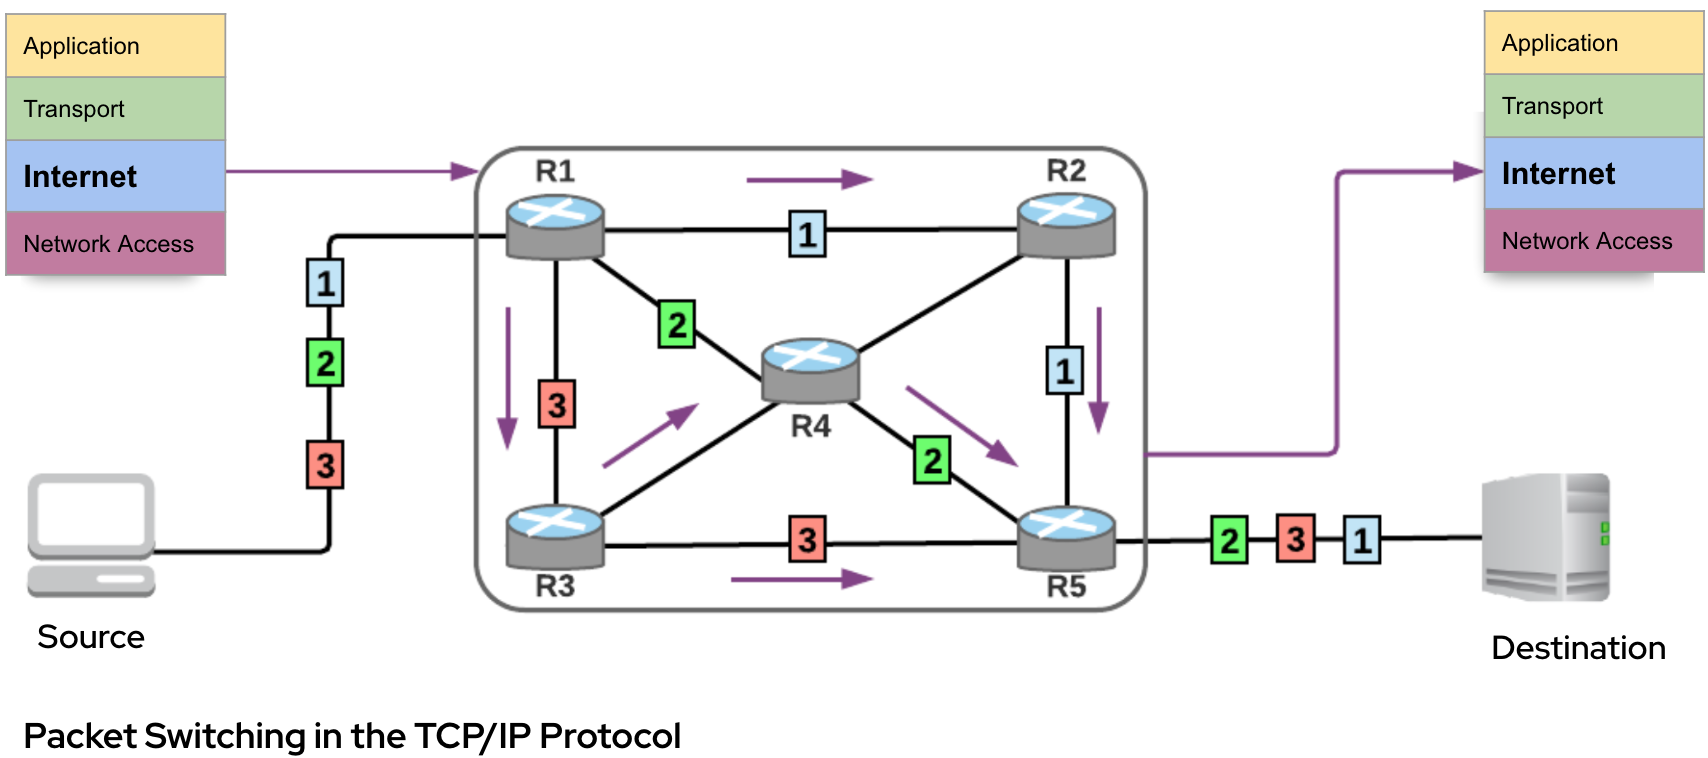 Application
Transport
Internet
Network Access
Application
Transport
Internet
Network Access
R1
R2
1
1
2
2
1
3
R4
3
2
3
2 3 1
R3
R5
Source
Destination
Packet Switching in the TCP/IP Protocol